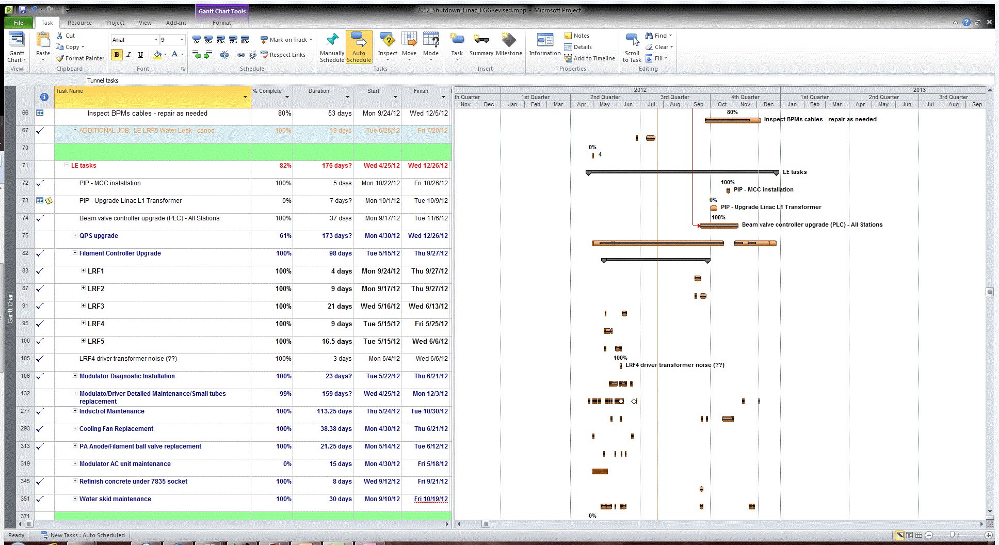 Gantt Chart Tools
2012_Shutdown_Linac_FGGRevised.mpp - Microsoft Project
File Task Resource Project View Add-Ins Format
Gantt Chart
View
Paste
Cut
Copy
Format Painter
Clipboard
Arial 9
B I U A
Font
0% 25% 50% 75% 100%
Mark on Track
Respect Links
Schedule
Manually Schedule
Auto Schedule
Inspect
Move
Mode
Tasks
Task
Summary
Milestone
Insert
Information
Notes
Details
Add to Timeline
Properties
Scroll to Task
Find
Clear
Fill
Editing
Tunnel tasks
Task Name % Complete Duration Start Finish
66 Inspect BPMs cables - repair as needed 80% 53 days Mon 9/24/12 Wed 12/5/12
67 ADDITIONAL JOB: LE LRF5 Water Leak - canoe 100% 19 days Tue 6/26/12 Fri 7/20/12
70
71 LE tasks 82% 176 days? Wed 4/25/12 Wed 12/26/12
72 PIP - MCC installation 100% 5 days Mon 10/22/12 Fri 10/26/12
73 PIP - Upgrade Linac L1 Transformer 0% 7 days? Mon 10/1/12 Tue 10/9/12
74 Beam valve controller upgrade (PLC) - All Stations 100% 37 days Mon 9/17/12 Tue 11/6/12
75 QPS upgrade 61% 173 days? Mon 4/30/12 Wed 12/26/12
82 Filament Controller Upgrade 100% 98 days Tue 5/15/12 Thu 9/27/12
83 LRF1 100% 4 days Mon 9/24/12 Thu 9/27/12
87 LRF2 100% 9 days Mon 9/17/12 Thu 9/27/12
91 LRF3 100% 21 days Wed 5/16/12 Wed 6/13/12
95 LRF4 100% 9 days Tue 5/15/12 Fri 5/25/12
100 LRF5 100% 16.5 days Tue 5/15/12 Wed 6/6/12
105 LRF4 driver transformer noise (??) 100% 3 days Mon 6/4/12 Wed 6/6/12
106 Modulator Diagnostic Installation 100% 23 days? Tue 5/22/12 Thu 6/21/12
132 Modulato/Driver Detailed Maintenance/Small tubes 99% 159 days? Wed 4/25/12 Mon 12/3/12
replacement
277 Inductrol Maintenance 100% 113.25 days Thu 5/24/12 Tue 10/30/12
293 Cooling Fan Replacement 100% 38.38 days Mon 4/30/12 Thu 6/21/12
313 PA Anode/Filament ball valve replacement 100% 21.25 days Mon 5/14/12 Tue 6/12/12
319 Modulator AC unit maintenance 0% 15 days Mon 4/30/12 Fri 5/18/12
345 Refinish concrete under 7835 socket 100% 8 days Wed 9/12/12 Fri 9/21/12
351 Water skid maintenance 100% 30 days Mon 9/10/12 Fri 10/19/12
371
Gantt Chart
2012 2013
th Quarter 1st Quarter 2nd Quarter 3rd Quarter 4th Quarter 1st Quarter 2nd Quarter 3rd Quarter
Nov Dec Jan Feb Mar Apr May Jun Jul Aug Sep Oct Nov Dec Jan Feb Mar Apr May Jun Jul Aug Sep
80%
Inspect BPMs cables - repair as needed
0%
4
LE tasks
100%
PIP - MCC installation
0%
PIP - Upgrade Linac L1 Transformer
100%
Beam valve controller upgrade (PLC) - All Stations
100%
LRF4 driver transformer noise (??)
0%
Ready New Tasks : Auto Scheduled